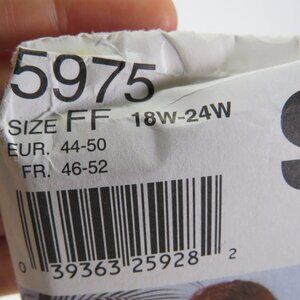 5975
SIZE FF 18W-24W
EUR. 44-50
FR. 46-52
0 39363 25928 2